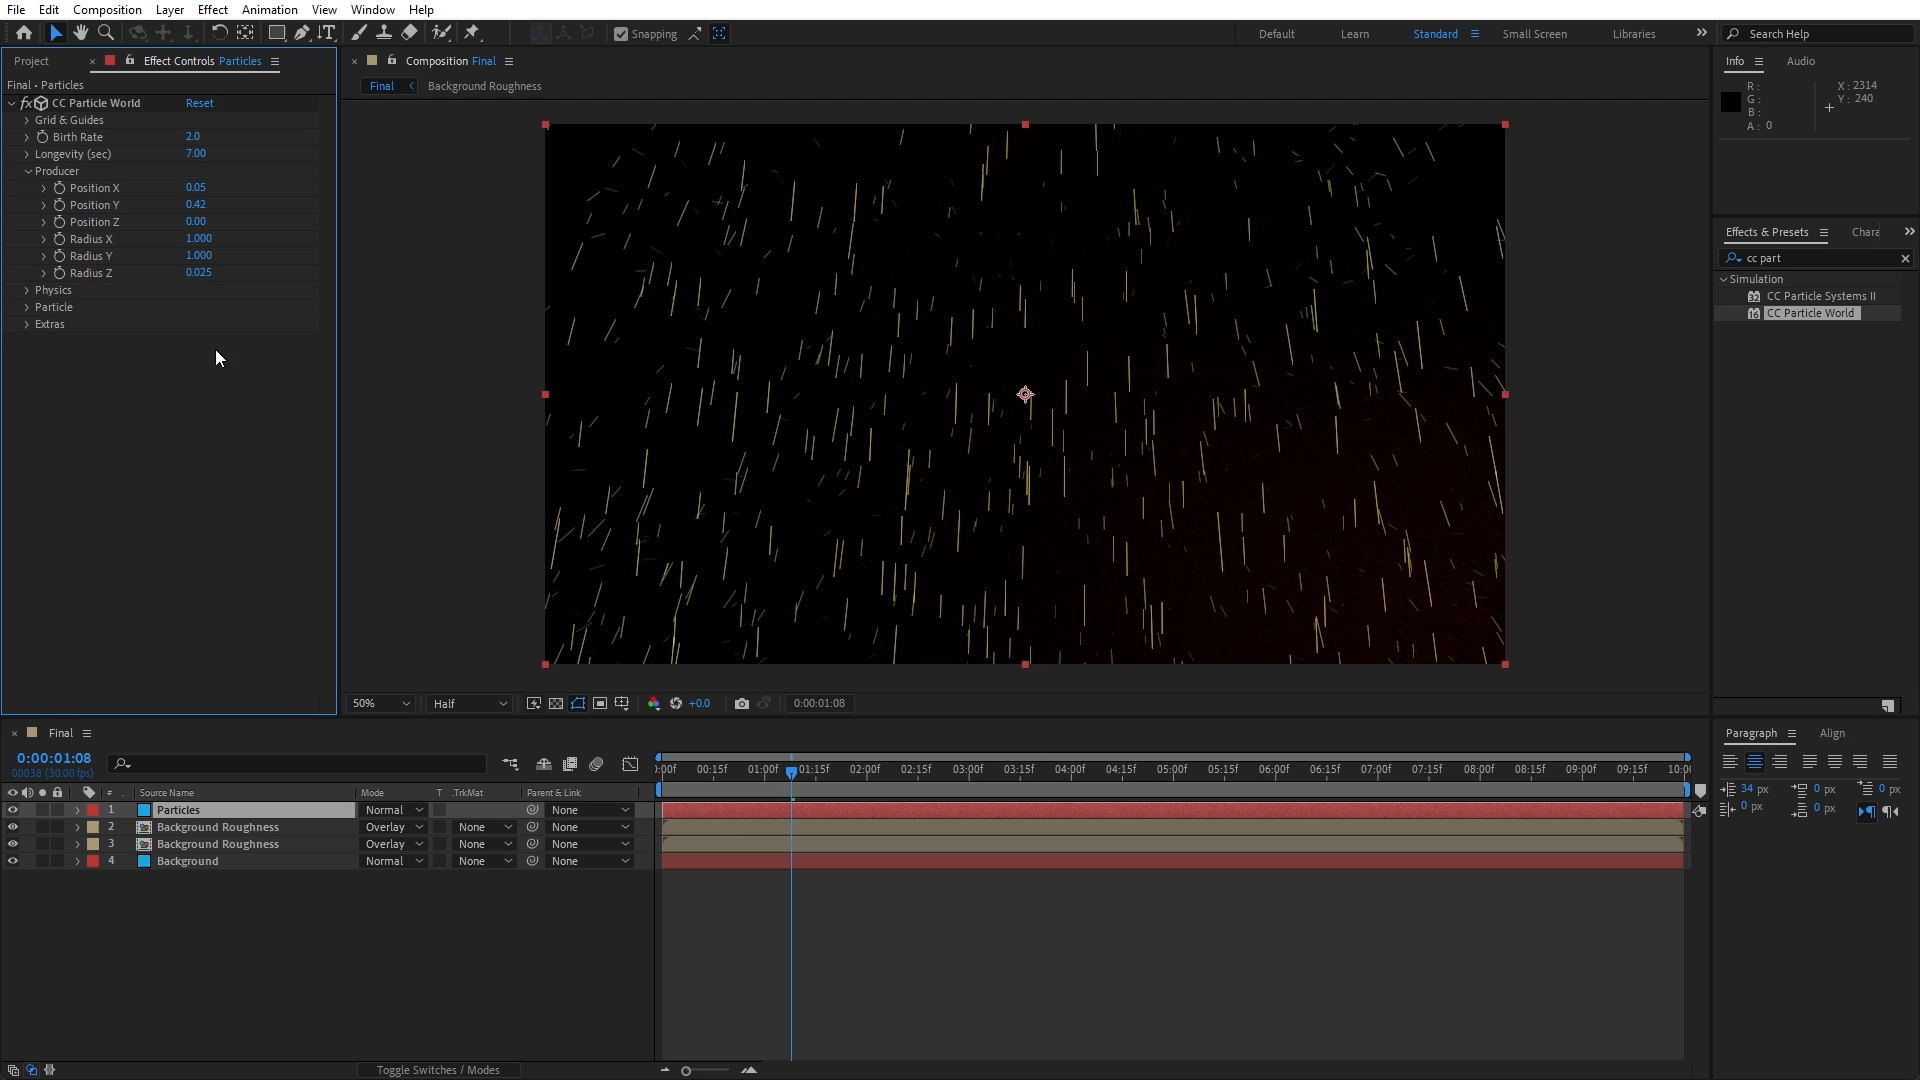 File Edit Composition Layer Effect Animation View Window Help
Snapping
Default Learn Standard Small Screen Libraries Search Help
Project Effect Controls Particles
Final • Particles
fx CC Particle World Reset
Grid & Guides
Birth Rate 2.0
Longevity (sec) 7.00
Producer
Position X 0.05
Position Y 0.42
Position Z 0.00
Radius X 1.000
Radius Y 1.000
Radius Z 0.025
Physics
Particle
Extras
Composition Final
Final Background Roughness
50% Half +0.0 0:00:01:08
Info Audio
R: X: 2314
G: Y: 240
B:
A: 0
Effects & Presets Chara
cc part
Simulation
CC Particle Systems II
CC Particle World
Final
0:00:01:08
00038 (30.00 fps)
):00f 00:15f 01:00f 01:15f 02:00f 02:15f 03:00f 03:15f 04:00f 04:15f 05:00f 05:15f 06:00f 06:15f 07:00f 07:15f 08:00f 08:15f 09:00f 09:15f 10:0
# Source Name Mode T .TrkMat Parent & Link
1 Particles Normal None
2 Background Roughness Overlay None None
3 Background Roughness Overlay None None
4 Background Normal None None
Toggle Switches / Modes
Paragraph Align
34 px 0 px 0 px
0 px 0 px